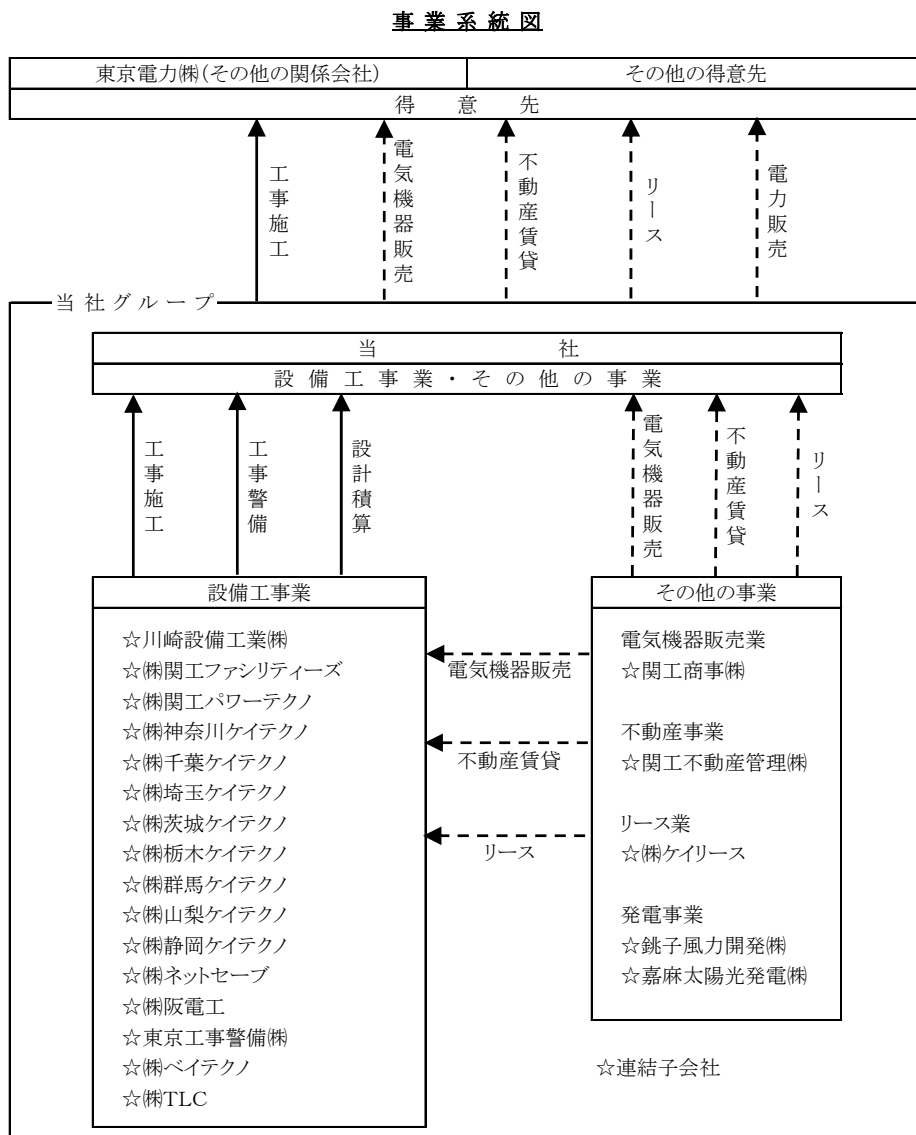 事業系統図
東京電力㈱(その他の関係会社)
その他の得意先
得意先
工事施工
電気機器販売
不動産賃貸
リース
電力販売
当社グループ
当社
設備工事業・その他の事業
工事施工
工事警備
設計積算
電気機器販売
不動産賃貸
リース
設備工事業
☆川崎設備工業㈱
☆㈱関工ファシリティーズ
☆㈱関工パワーテクノ
☆㈱神奈川ケイテクノ
☆㈱千葉ケイテクノ
☆㈱埼玉ケイテクノ
☆㈱茨城ケイテクノ
☆㈱栃木ケイテクノ
☆㈱群馬ケイテクノ
☆㈱山梨ケイテクノ
☆㈱静岡ケイテクノ
☆㈱ネットセーブ
☆㈱阪電工
☆東京工事警備㈱
☆㈱ベイテクノ
☆㈱TLC
電気機器販売
不動産賃貸
リース
その他の事業
電気機器販売業
☆関工商事㈱
不動産事業
☆関工不動産管理㈱
リース業
☆㈱ケイリース
発電事業
☆銚子風力開発㈱
☆嘉麻太陽光発電㈱
☆連結子会社